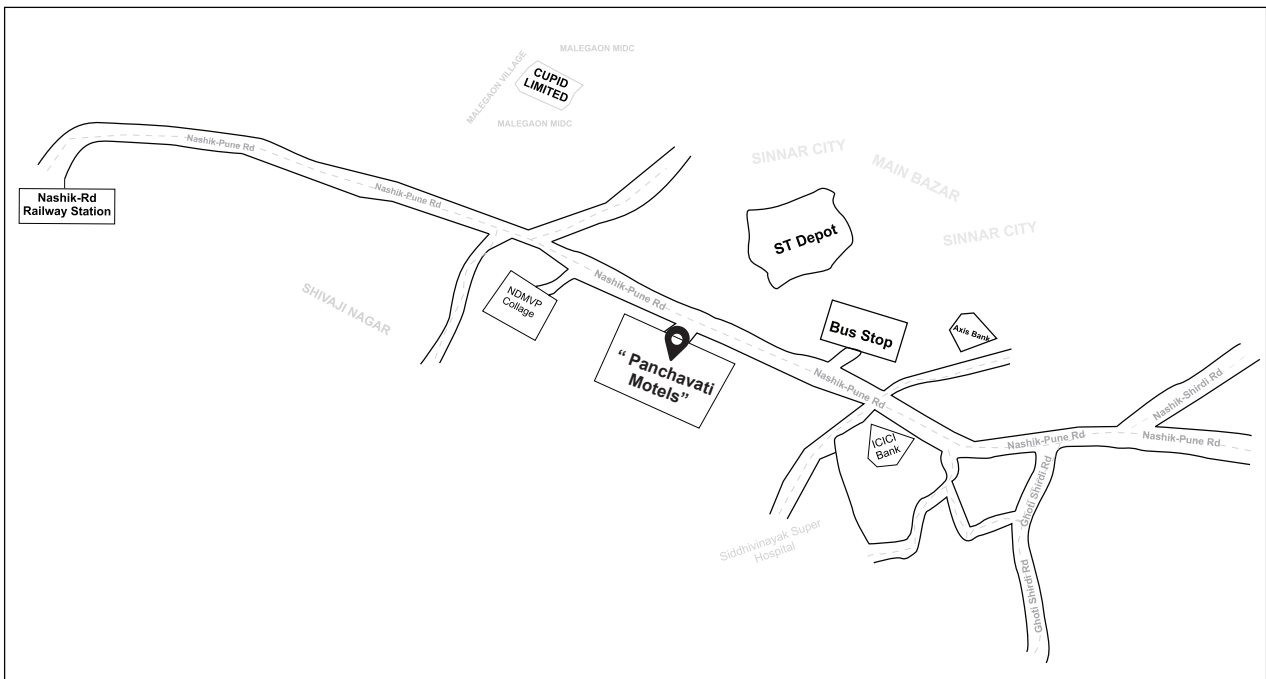 MALEGAON MIDC
MALEGAON VILLAGE
CUPID
LIMITED
MALEGAON MIDC
Nashik-Pune Rd
SINNAR CITY
MAIN BAZAR
Nashik-Rd
Railway Station
Nashik-Pune Rd
ST Depot
SINNAR CITY
SHIVAJI NAGAR
NDMVP
Collage
Nashik-Pune Rd
Bus Stop
Axis Bank
“ Panchavati
Motels”
Nashik-Pune Rd
Nashik-Shirdi Rd
ICICI
Bank
Nashik-Pune Rd
Nashik-Pune Rd
Ghoti Shirdi Rd
Siddhivinayak Super
Hospital
Ghoti Shirdi Rd